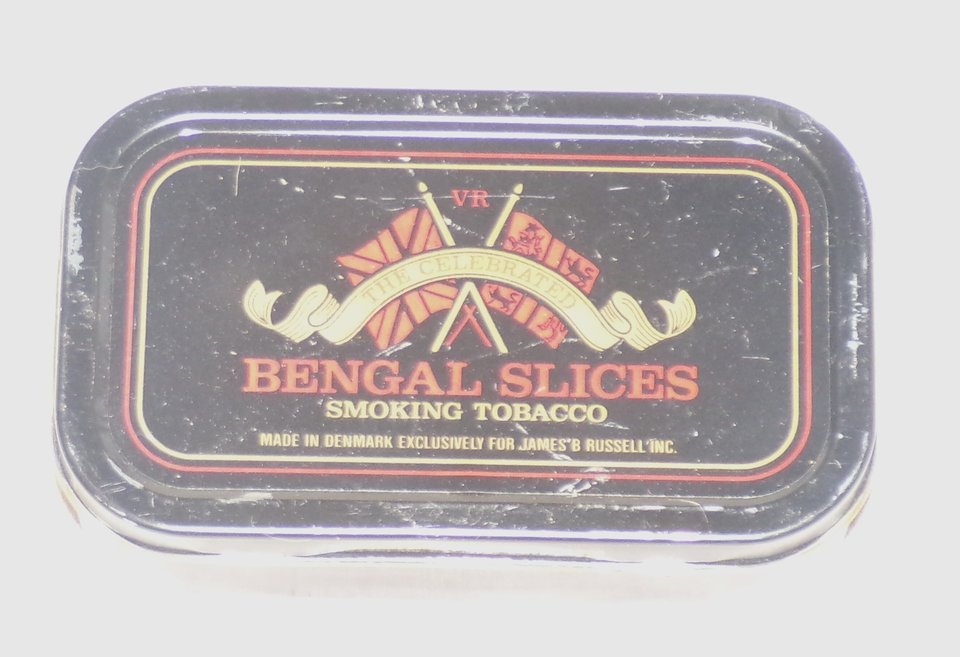 VR
THE CELEBRATED
BENGAL SLICES
SMOKING TOBACCO
MADE IN DENMARK EXCLUSIVELY FOR JAMES B RUSSELL INC.